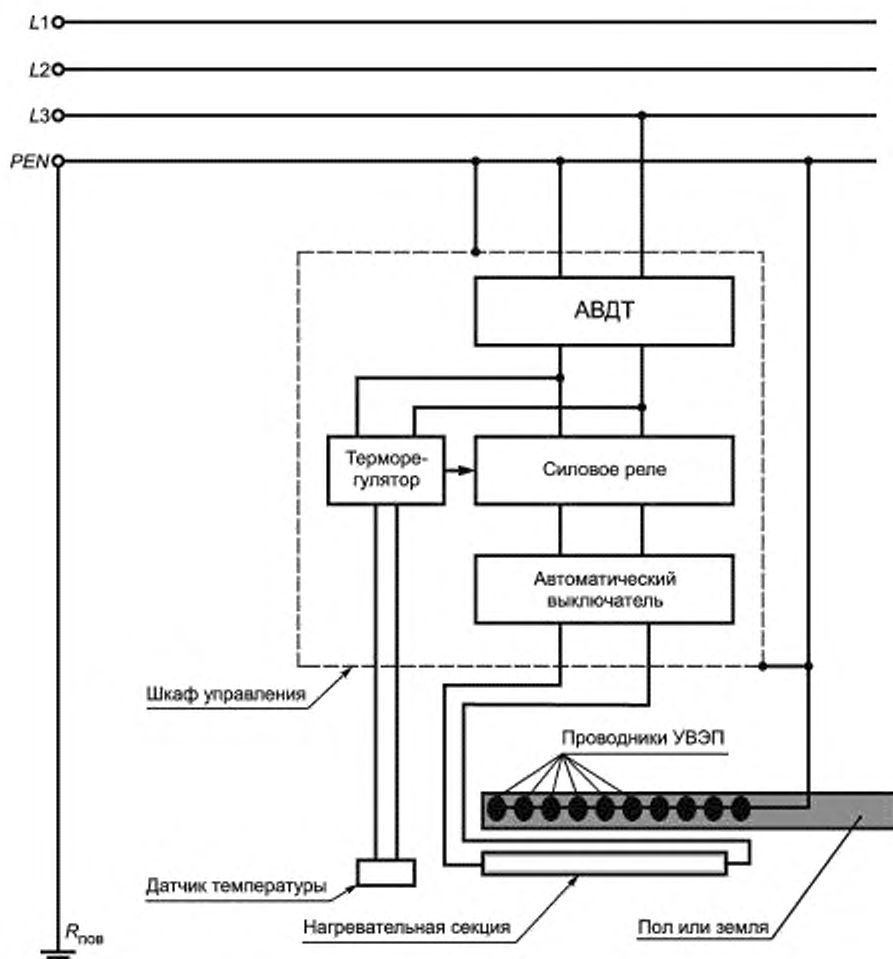 L1
L2
L3
PEN
АВДТ
Терморе-
гулятор
Силовое реле
Автоматический
выключатель
Шкаф управления
Проводники УВЭП
Датчик температуры
Нагревательная секция
Пол или земля
Rпов